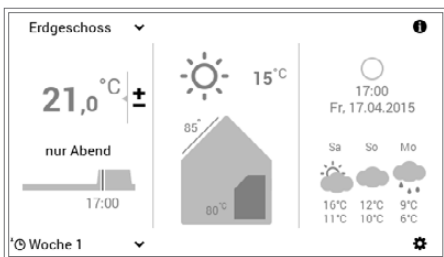 Erdgeschoss
21,0°C ±
nur Abend
17:00
Woche 1
15°C
85°
80°C
17:00
Fr, 17.04.2015
Sa So Mo
16°C 12°C 9°C
11°C 10°C 6°C